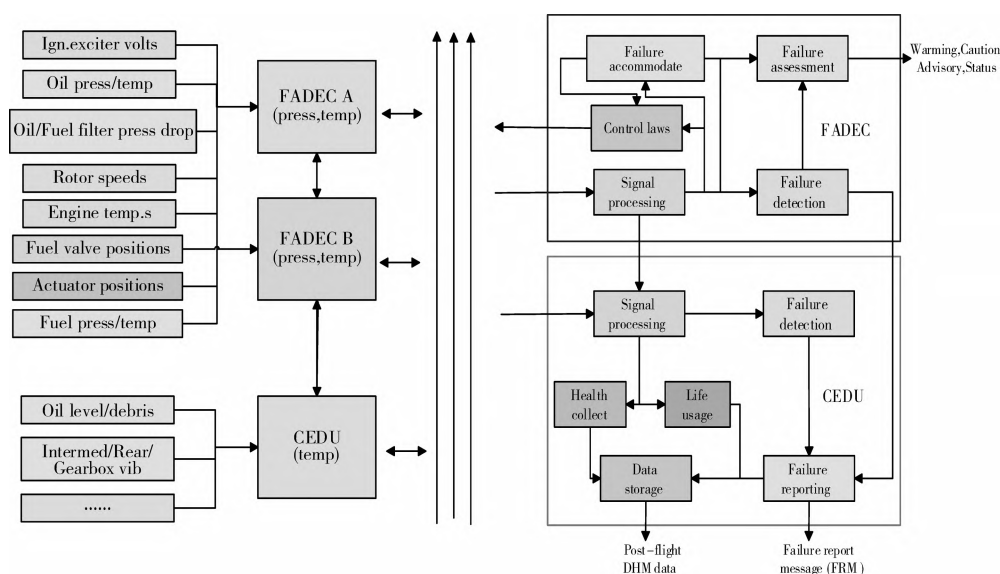 Ign.exciter volts
Oil press/temp
Oil/Fuel filter press drop
Rotor speeds
Engine temp.s
Fuel valve positions
Actuator positions
Fuel press/temp
Oil level/debris
Intermed/Rear/
Gearbox vib
......
FADEC A
(press,temp)
FADEC B
(press,temp)
CEDU
(temp)
Failure
accommodate
Failure
assessment
Warming,Caution
Advisory,Status
Control laws
FADEC
Signal
processing
Failure
detection
Signal
processing
Failure
detection
Health
collect
Life
usage
CEDU
Data
storage
Failure
reporting
Post-flight
DHM data
Failure report
message (FRM)